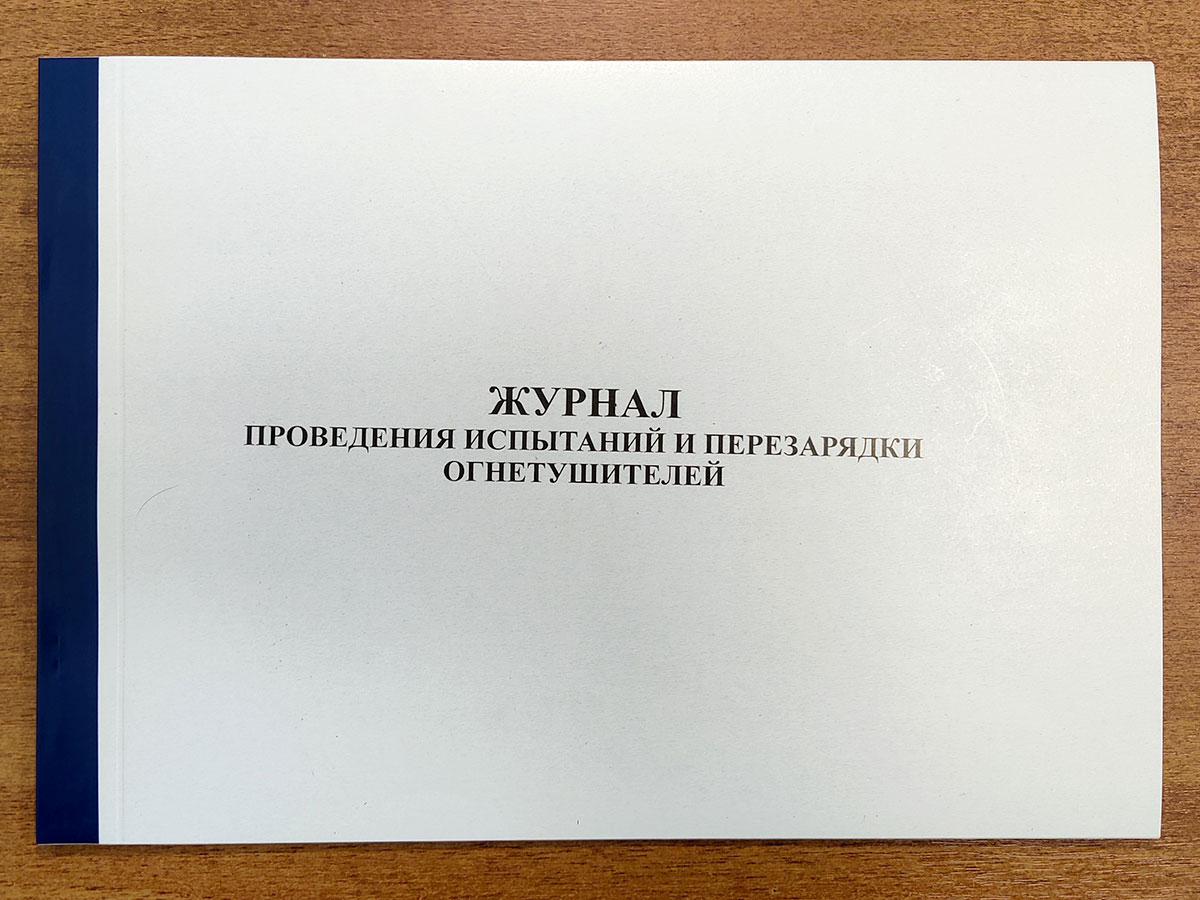 ЖУРНАЛ
ПРОВЕДЕНИЯ ИСПЫТАНИЙ И ПЕРЕЗАРЯДКИ
ОГНЕТУШИТЕЛЕЙ